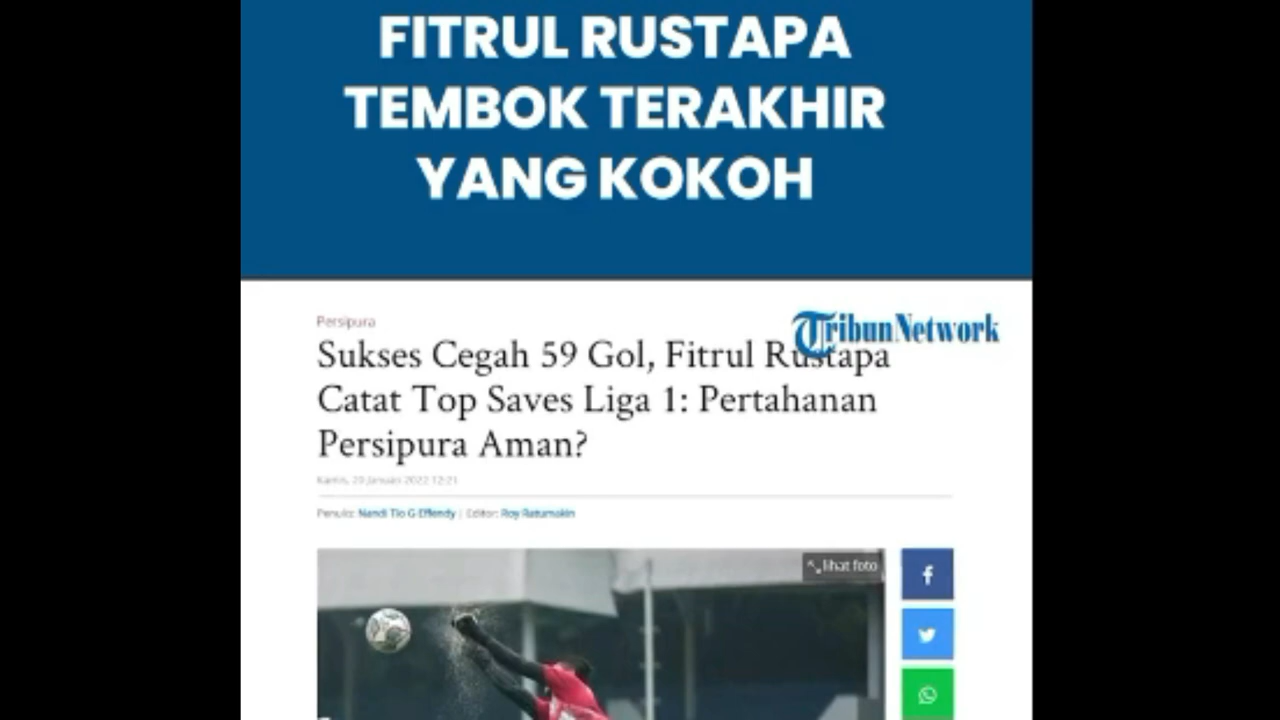 FITRUL RUSTAPA
TEMBOK TERAKHIR
YANG KOKOH
TribunNetwork
Persipura
Sukses Cegah 59 Gol, Fitrul Rustapa
Catat Top Saves Liga 1: Pertahanan
Persipura Aman?
Kamis, 20 Januari 2022 12:21
Penulis: Nandi Tio G Effendy | Editor: Roy Ratumakin
lihat foto